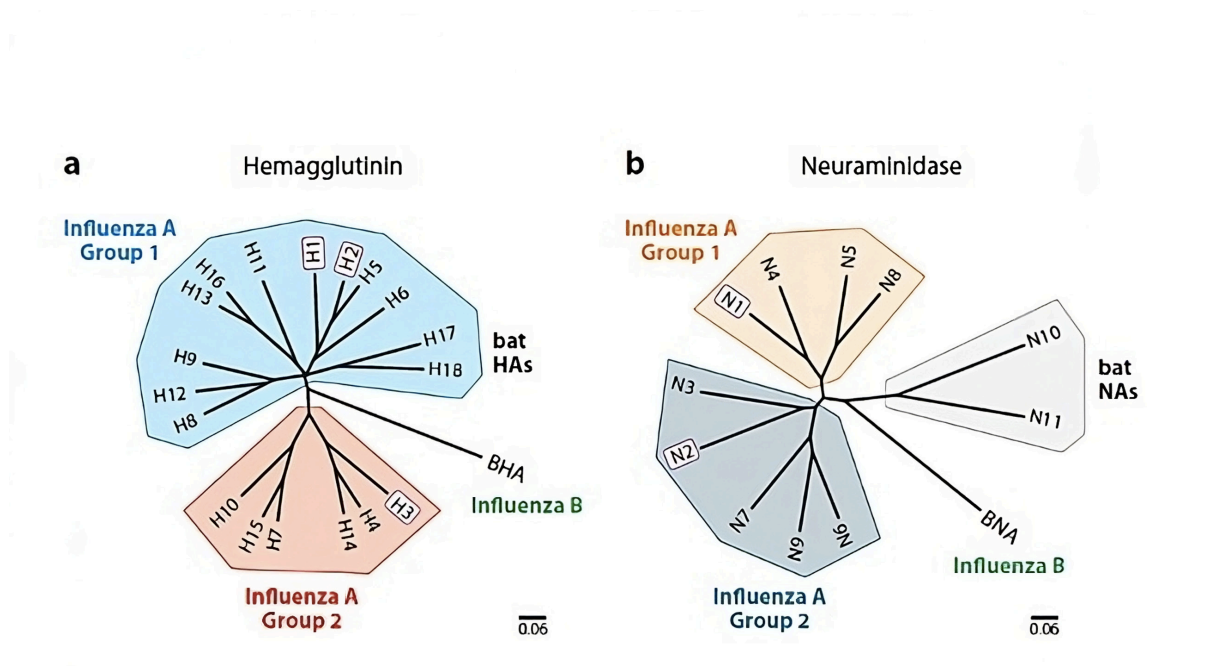 a
Hemagglutinin
Influenza A
Group 1
H11
H1
H2
H5
H16
H13
H6
H9
H12
H8
H17
H18
bat
HAs
BHA
Influenza B
H10
H15
H7
H14
H4
H3
Influenza A
Group 2
0.06
b
Neuraminidase
Influenza A
Group 1
N1
N4
N5
N8
N10
N11
bat
NAs
N3
N2
N7
N9
N6
BNA
Influenza B
Influenza A
Group 2
0.06